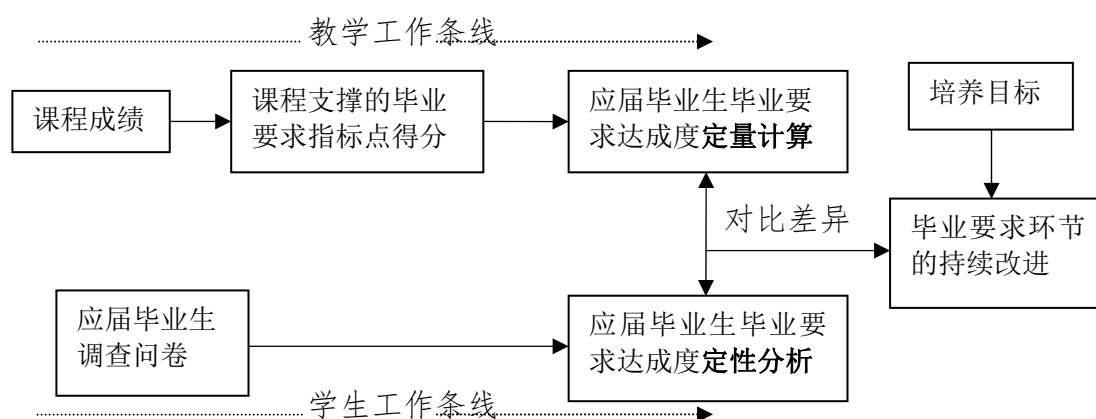 教学工作条线
课程成绩
课程支撑的毕业
要求指标点得分
应届毕业生毕业要
求达成度定量计算
培养目标
对比差异
毕业要求环节
的持续改进
应届毕业生
调查问卷
应届毕业生毕业要
求达成度定性分析
学生工作条线